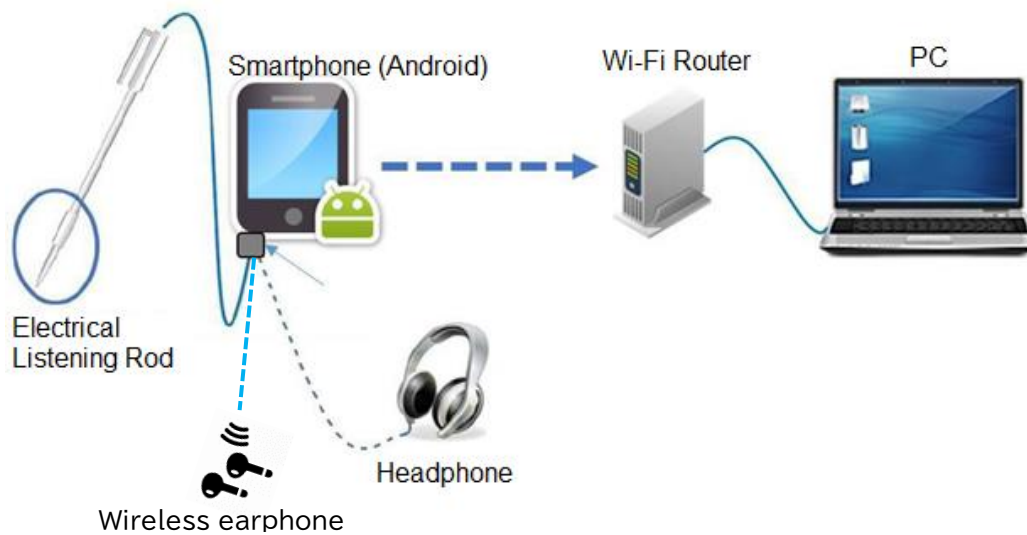 Smartphone (Android)
Wi-Fi Router
PC
Electrical
Listening Rod
Headphone
Wireless earphone